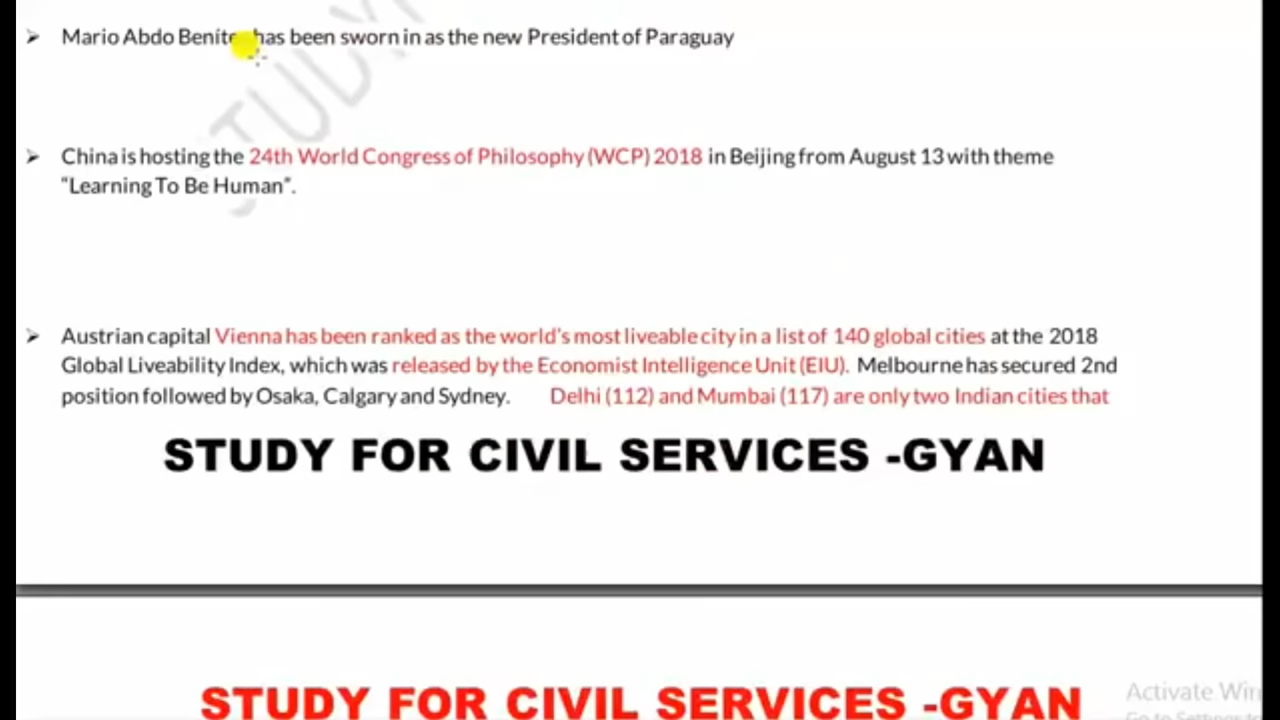 ➢ Mario Abdo Benítez has been sworn in as the new President of Paraguay
➢ China is hosting the 24th World Congress of Philosophy (WCP) 2018 in Beijing from August 13 with theme
“Learning To Be Human”.
➢ Austrian capital Vienna has been ranked as the world’s most liveable city in a list of 140 global cities at the 2018
Global Liveability Index, which was released by the Economist Intelligence Unit (EIU). Melbourne has secured 2nd
position followed by Osaka, Calgary and Sydney. Delhi (112) and Mumbai (117) are only two Indian cities that
STUDY FOR CIVIL SERVICES -GYAN
STUDY FOR CIVIL SERVICES -GYAN
Activate